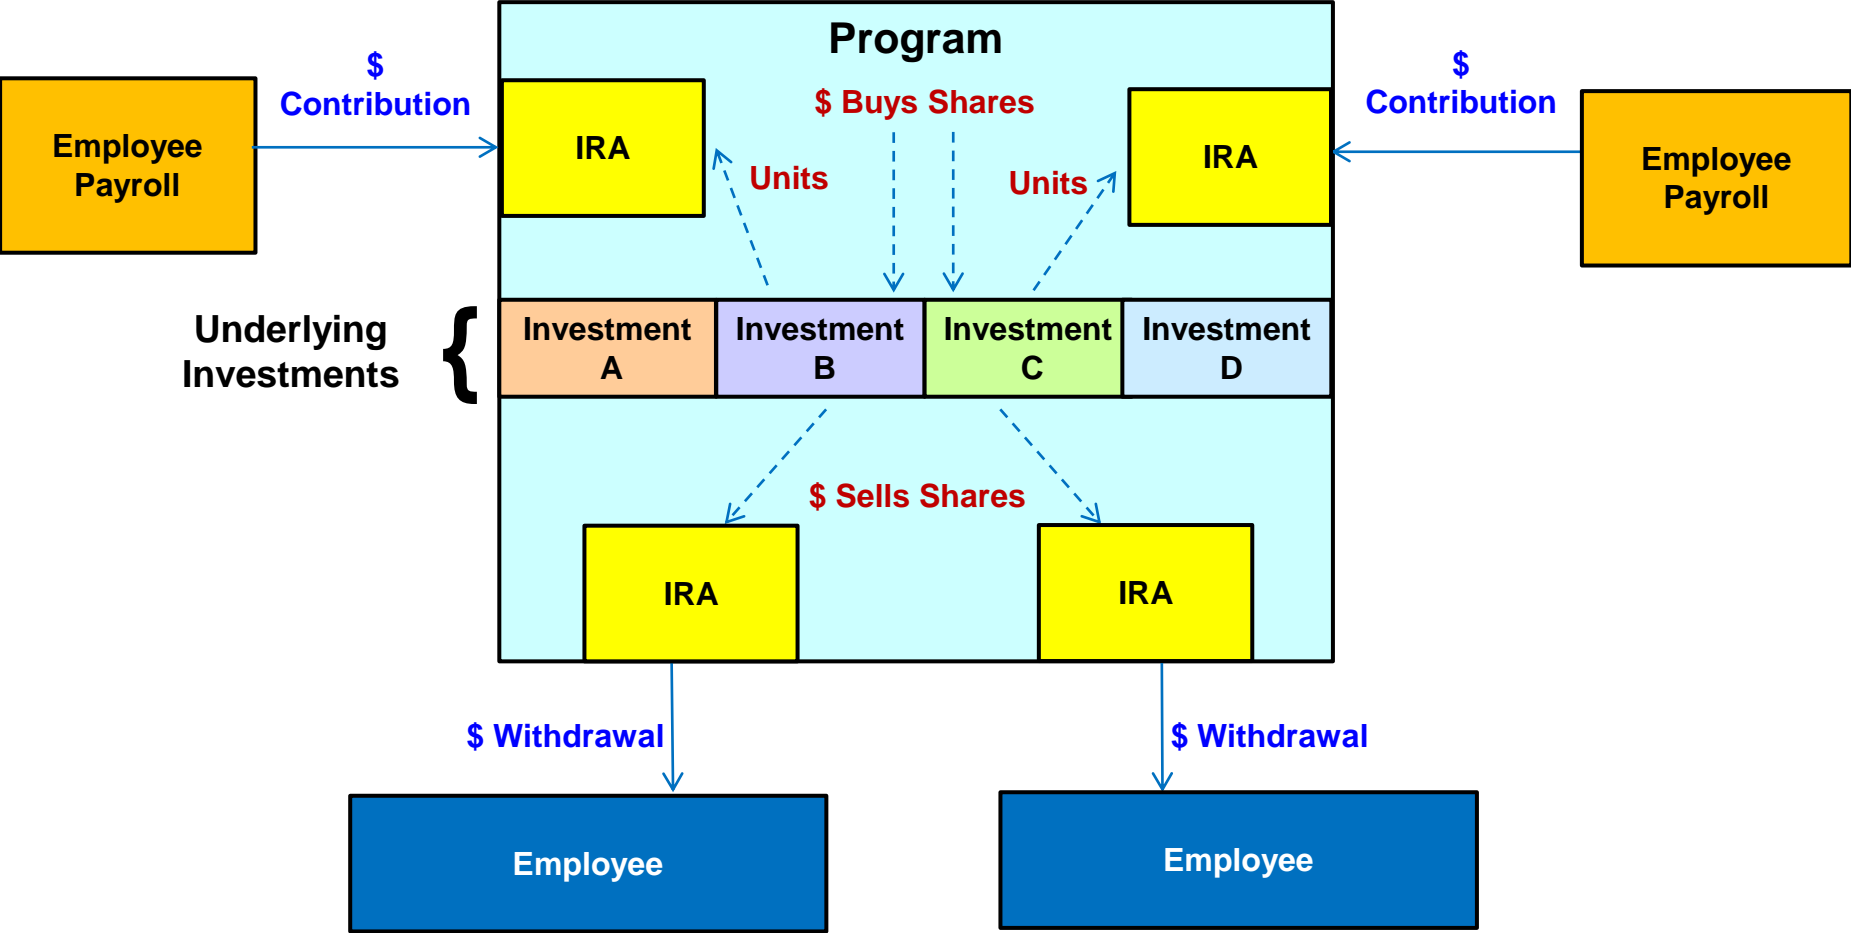 Program
$
Contribution
$
Contribution
Employee
Payroll
IRA
$ Buys Shares
IRA
Employee
Payroll
Units
Units
Underlying
Investments
{
Investment
A
Investment
B
Investment
C
Investment
D
$ Sells Shares
IRA
IRA
$ Withdrawal
$ Withdrawal
Employee
Employee